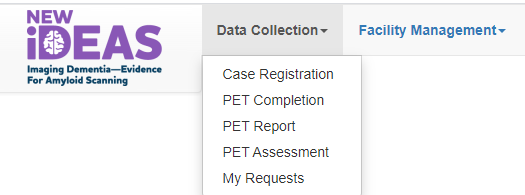 NEW
iDEAS
Imaging Dementia—Evidence
For Amyloid Scanning
Data Collection
Facility Management
Case Registration
PET Completion
PET Report
PET Assessment
My Requests